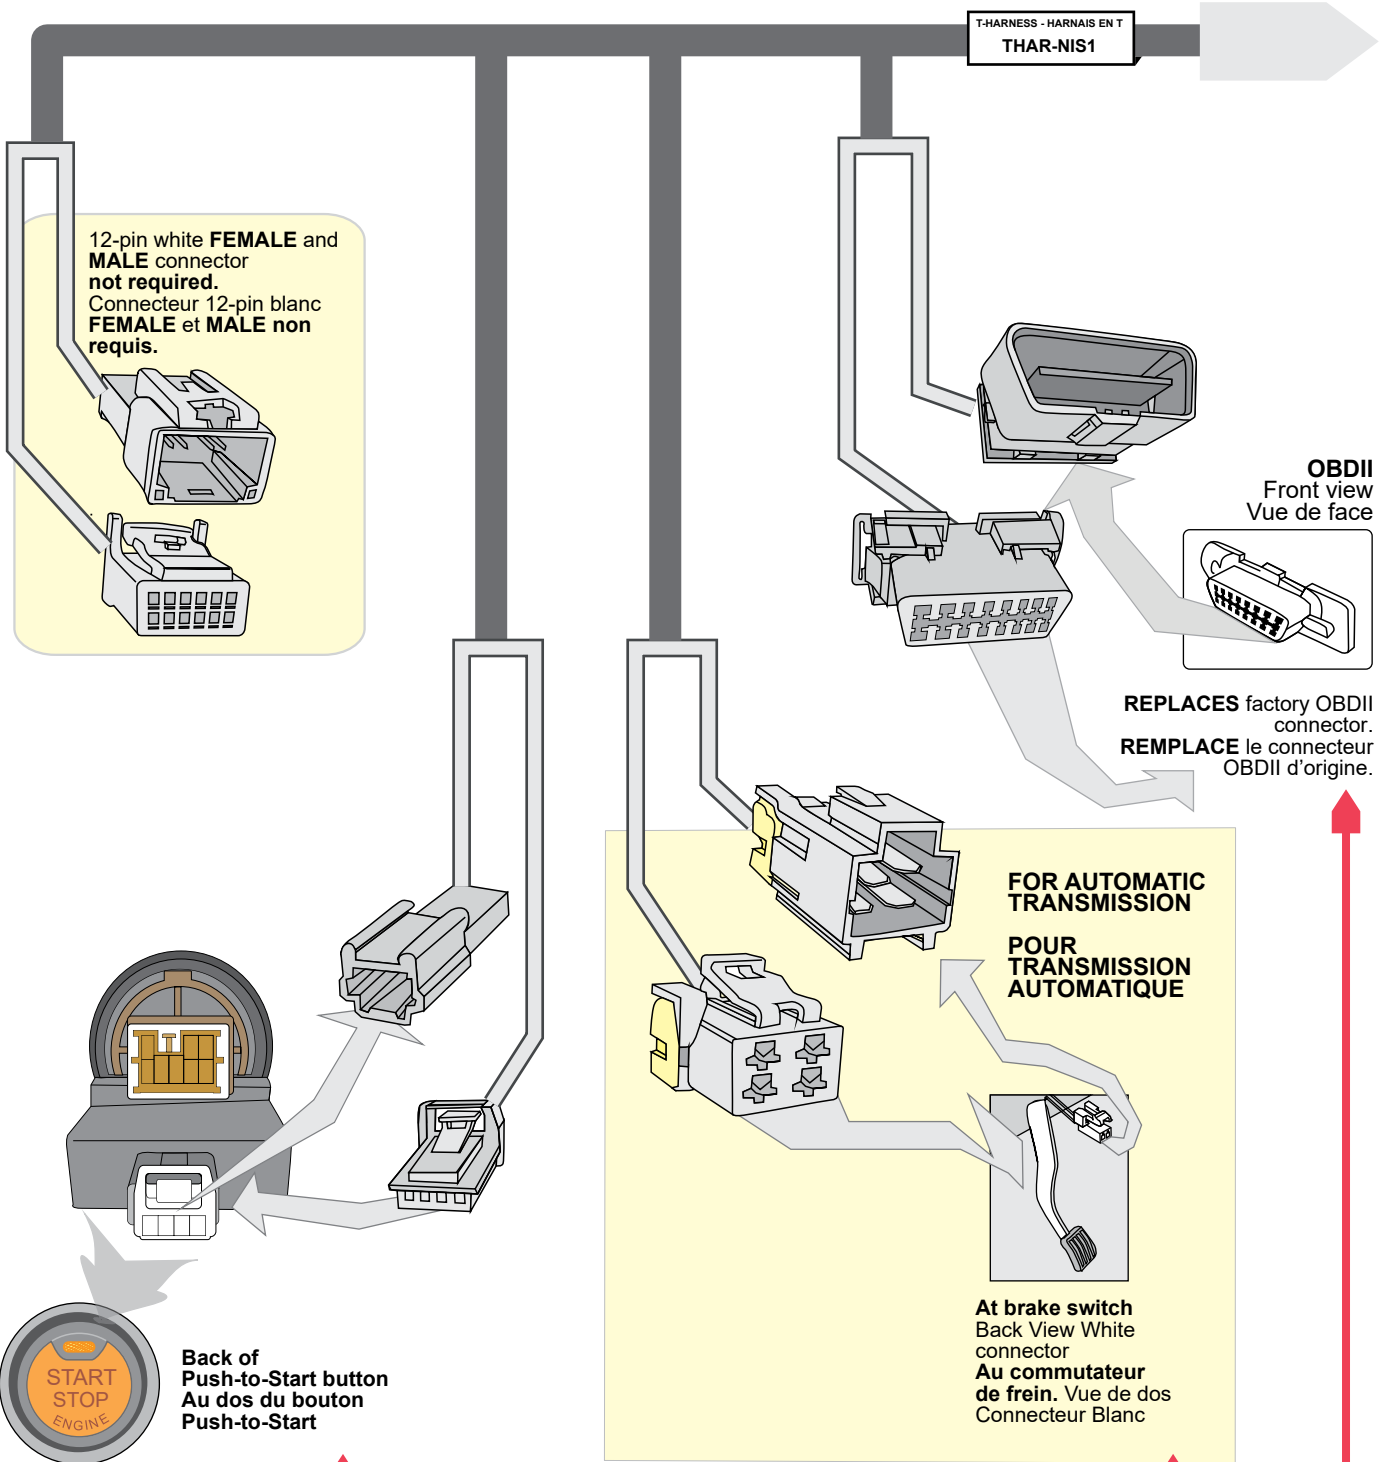 T-HARNESS - HARNAIS EN T
THAR-NIS1
12-pin white FEMALE and
MALE connector
not required.
Connecteur 12-pin blanc
FEMALE et MALE non
requis.
OBDII
Front view
Vue de face
REPLACES factory OBDII
connector.
REMPLACE le connecteur
OBDII d’origine.
FOR AUTOMATIC
TRANSMISSION
POUR
TRANSMISSION
AUTOMATIQUE
At brake switch
Back View White
connector
Au commutateur
de frein. Vue de dos
Connecteur Blanc
START
STOP
ENGINE
Back of
Push-to-Start button
Au dos du bouton
Push-to-Start